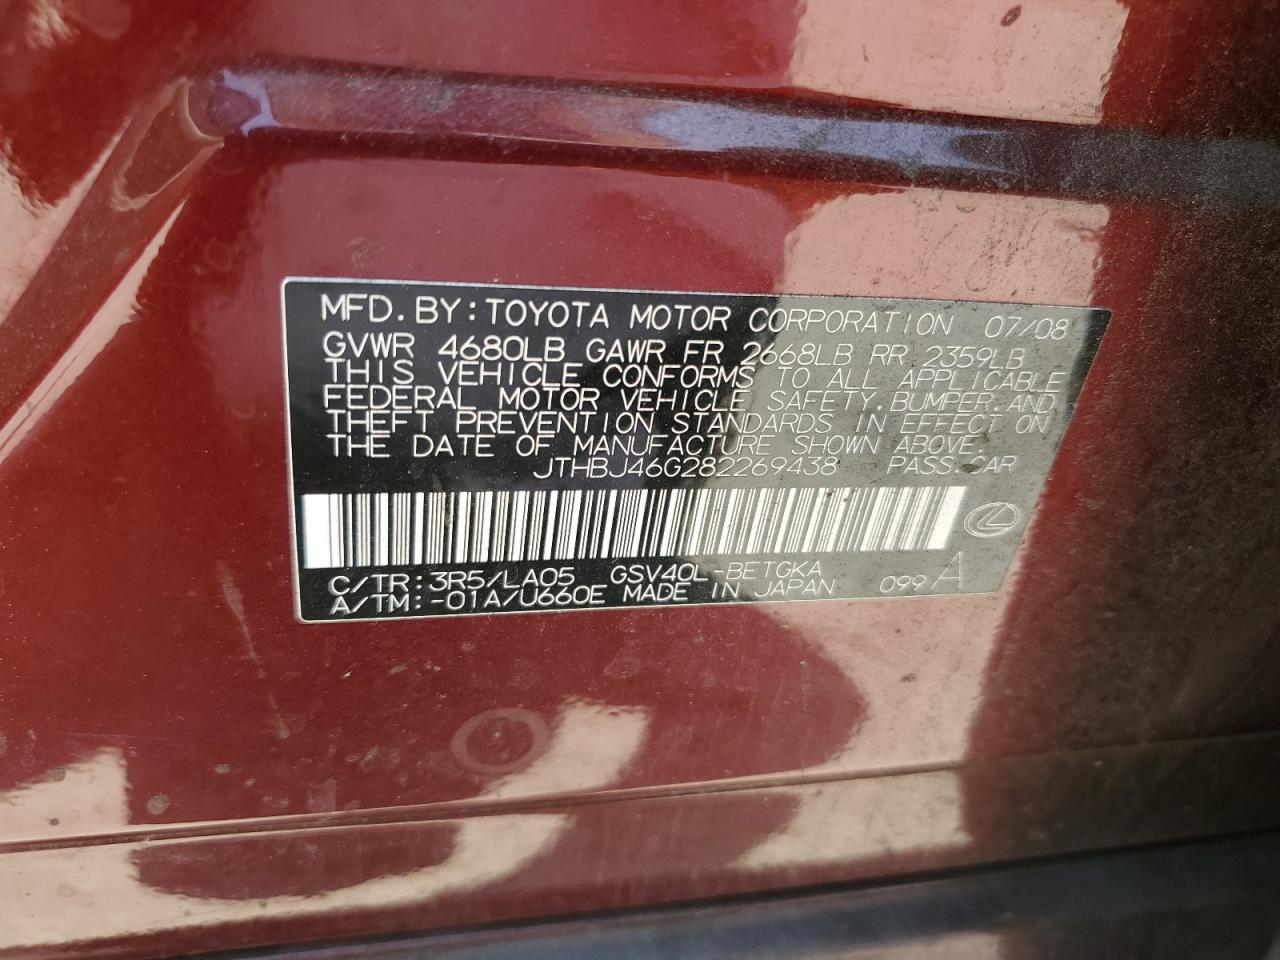 MFD. BY: TOYOTA MOTOR CORPORATION 07/08
GVWR 4680LB GAWR FR 2668LB RR 2359LB
THIS VEHICLE CONFORMS TO ALL APPLICABLE
FEDERAL MOTOR VEHICLE SAFETY, BUMPER, AND
THEFT PREVENTION STANDARDS IN EFFECT ON
THE DATE OF MANUFACTURE SHOWN ABOVE.
JTHBJ46G282269438 PASS. CAR
C/TR: 3R5/LA05 GSV40L-BETGKA
A/TM: -01A/U660E MADE IN JAPAN 099 A